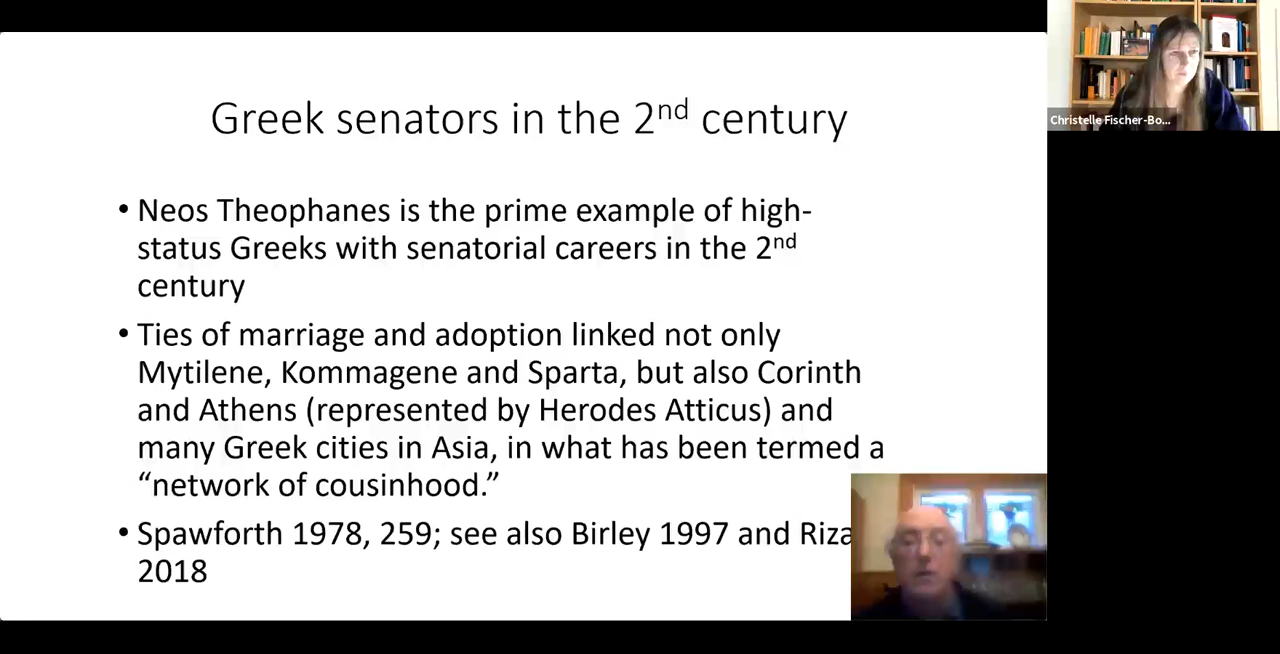 Greek senators in the 2nd century
• Neos Theophanes is the prime example of high-
status Greeks with senatorial careers in the 2nd
century
• Ties of marriage and adoption linked not only
Mytilene, Kommagene and Sparta, but also Corinth
and Athens (represented by Herodes Atticus) and
many Greek cities in Asia, in what has been termed a
“network of cousinhood.”
• Spawforth 1978, 259; see also Birley 1997 and Riza
2018
Christelle Fischer-Bo...